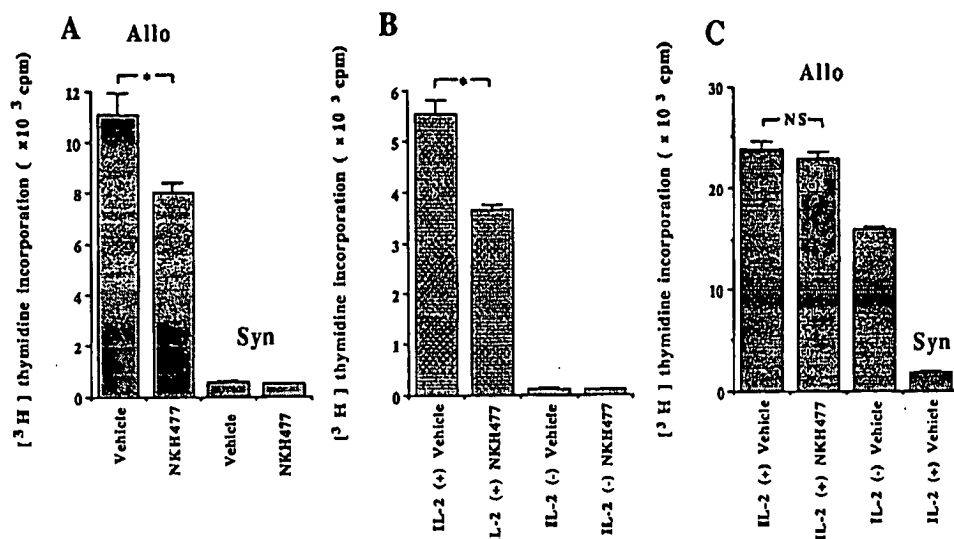 A
Allo
*
[³H] thymidine incorporation ( ×10³ cpm)
12
10
8
6
4
2
0
Syn
Vehicle
NKH477
Vehicle
NKH477
B
*
[³H] thymidine incorporation ( ×10³ cpm)
6
5
4
3
2
1
0
IL-2 (+) Vehicle
L-2 (+) NKH477
IL-2 (-) Vehicle
IL-2 (-) NKH477
C
Allo
NS
[³H] thymidine incorporation ( ×10³ cpm)
30
20
10
0
Syn
IL-2 (+) Vehicle
IL-2 (+) NKH477
IL-2 (-) Vehicle
IL-2 (+) Vehicle